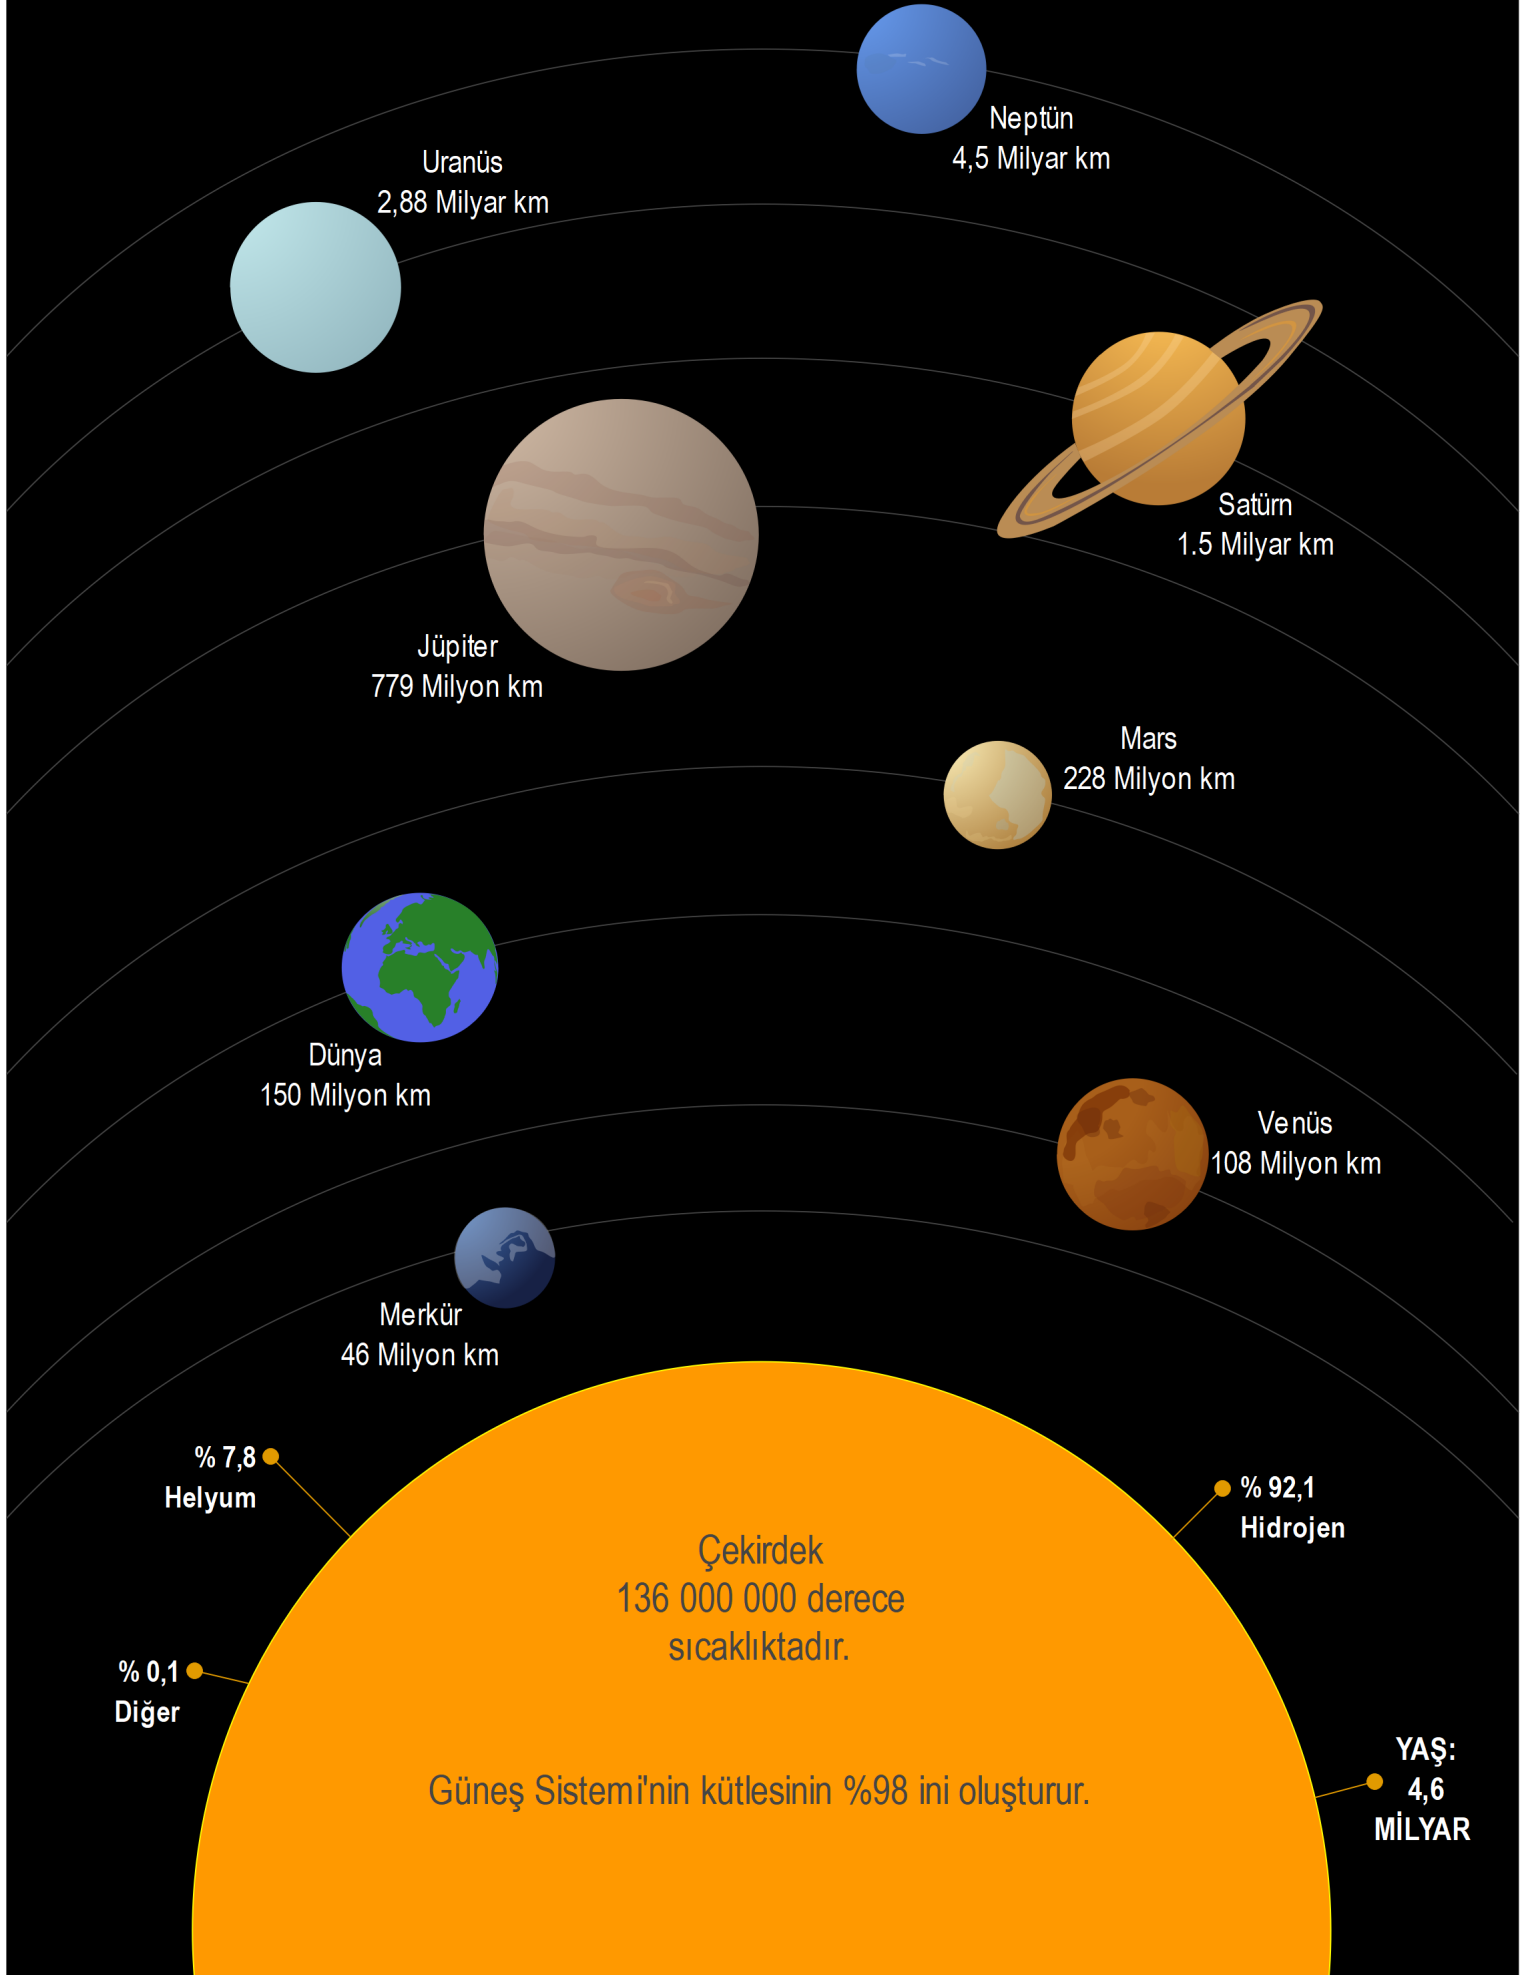 Neptün
4,5 Milyar km
Uranüs
2,88 Milyar km
Satürn
1.5 Milyar km
Jüpiter
779 Milyon km
Mars
228 Milyon km
Dünya
150 Milyon km
Venüs
108 Milyon km
Merkür
46 Milyon km
% 7,8
Helyum
% 92,1
Hidrojen
Çekirdek
136 000 000 derece
sıcaklıktadır.
% 0,1
Diğer
YAŞ:
4,6
MİLYAR
Güneş Sistemi'nin kütlesinin %98 ini oluşturur.